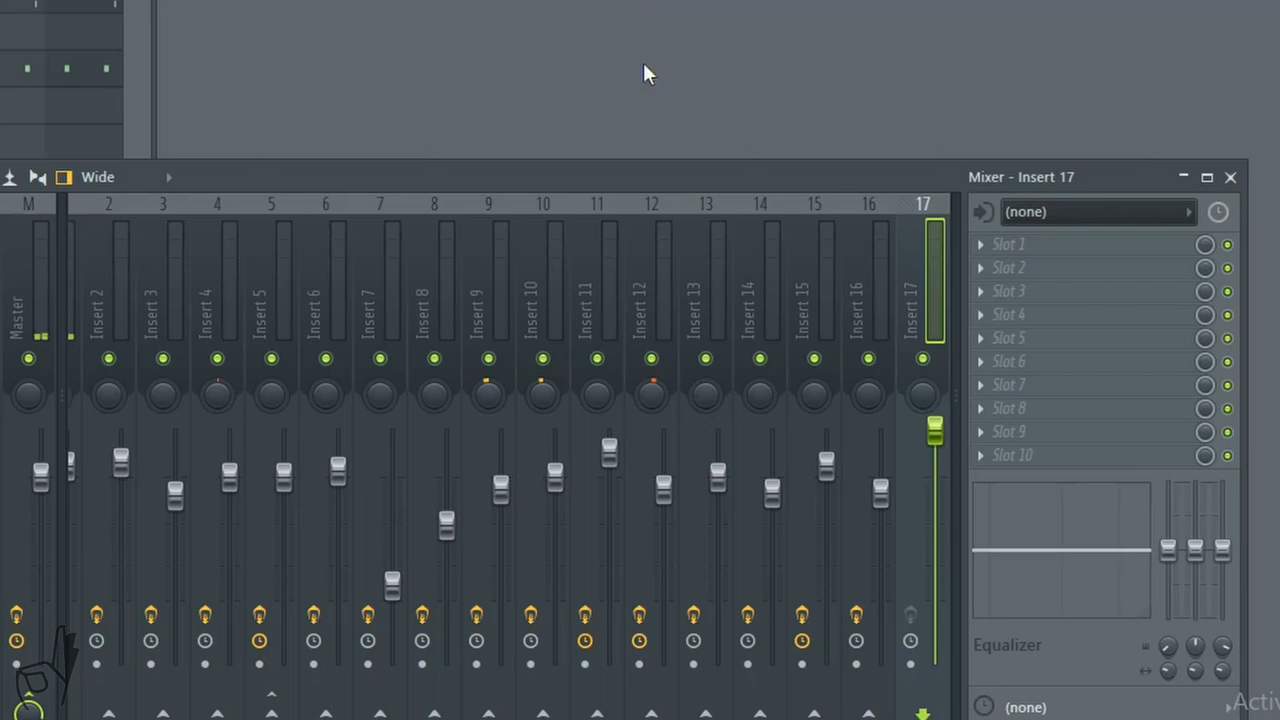 Wide
Mixer - Insert 17
M 2 3 4 5 6 7 8 9 10 11 12 13 14 15 16 17
(none)
Master Insert 2 Insert 3 Insert 4 Insert 5 Insert 6 Insert 7 Insert 8 Insert 9 Insert 10 Insert 11 Insert 12 Insert 13 Insert 14 Insert 15 Insert 16 Insert 17
Slot 1
Slot 2
Slot 3
Slot 4
Slot 5
Slot 6
Slot 7
Slot 8
Slot 9
Slot 10
Equalizer
(none)
Activ